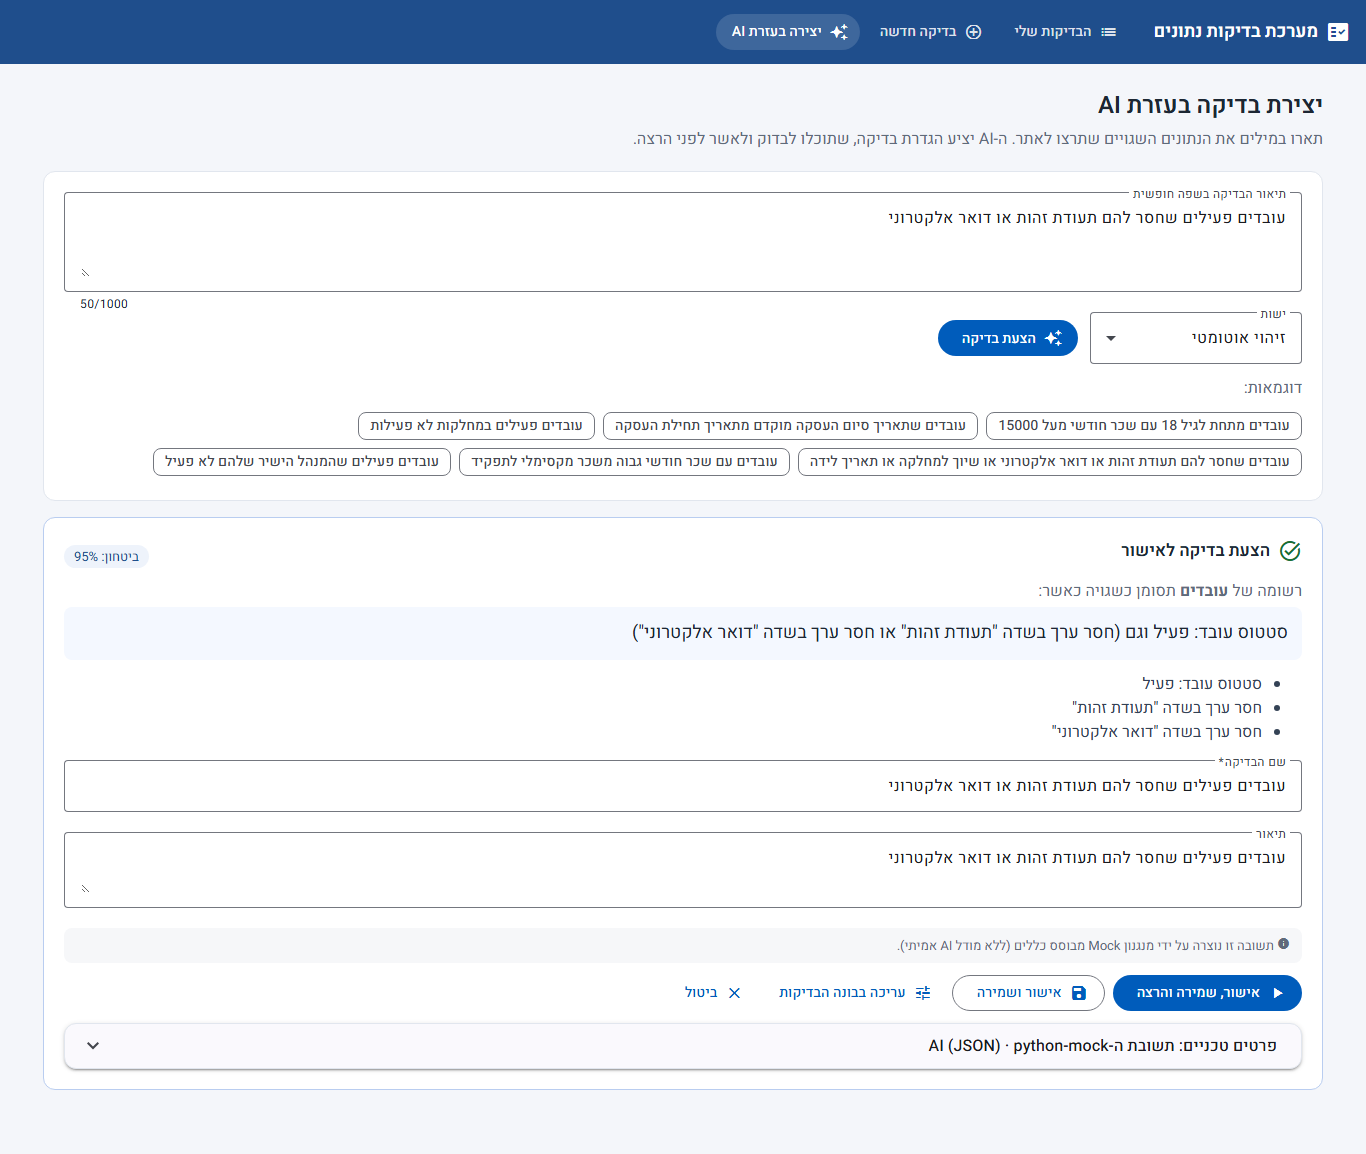 מערכת בדיקות נתונים
הבדיקות שלי
בדיקה חדשה
יצירה בעזרת AI
יצירת בדיקה בעזרת AI
תארו במילים את הנתונים השגויים שתרצו לאתר. ה-AI יציע הגדרת בדיקה, שתוכלו לבדוק ולאשר לפני הרצה.
תיאור הבדיקה בשפה חופשית
עובדים פעילים שחסר להם תעודת זהות או דואר אלקטרוני
50/1000
ישות
זיהוי אוטומטי
הצעת בדיקה
דוגמאות:
עובדים מתחת לגיל 18 עם שכר חודשי מעל 15000
עובדים שתאריך סיום העסקה מוקדם מתאריך תחילת העסקה
עובדים פעילים במחלקות לא פעילות
עובדים שחסר להם תעודת זהות או דואר אלקטרוני או שיוך למחלקה או תאריך לידה
עובדים עם שכר חודשי גבוה משכר מקסימלי לתפקיד
עובדים פעילים שהמנהל הישיר שלהם לא פעיל
הצעת בדיקה לאישור
ביטחון: 95%
רשומה של עובדים תסומן כשגויה כאשר:
סטטוס עובד: פעיל וגם (חסר ערך בשדה "תעודת זהות" או חסר ערך בשדה "דואר אלקטרוני")
סטטוס עובד: פעיל
חסר ערך בשדה "תעודת זהות"
חסר ערך בשדה "דואר אלקטרוני"
שם הבדיקה*
עובדים פעילים שחסר להם תעודת זהות או דואר אלקטרוני
תיאור
עובדים פעילים שחסר להם תעודת זהות או דואר אלקטרוני
תשובה זו נוצרה על ידי מנגנון Mock מבוסס כללים (ללא מודל AI אמיתי).
אישור, שמירה והרצה
אישור ושמירה
עריכה בבונה הבדיקות
ביטול
פרטים טכניים: תשובת ה-AI (JSON) · python-mock